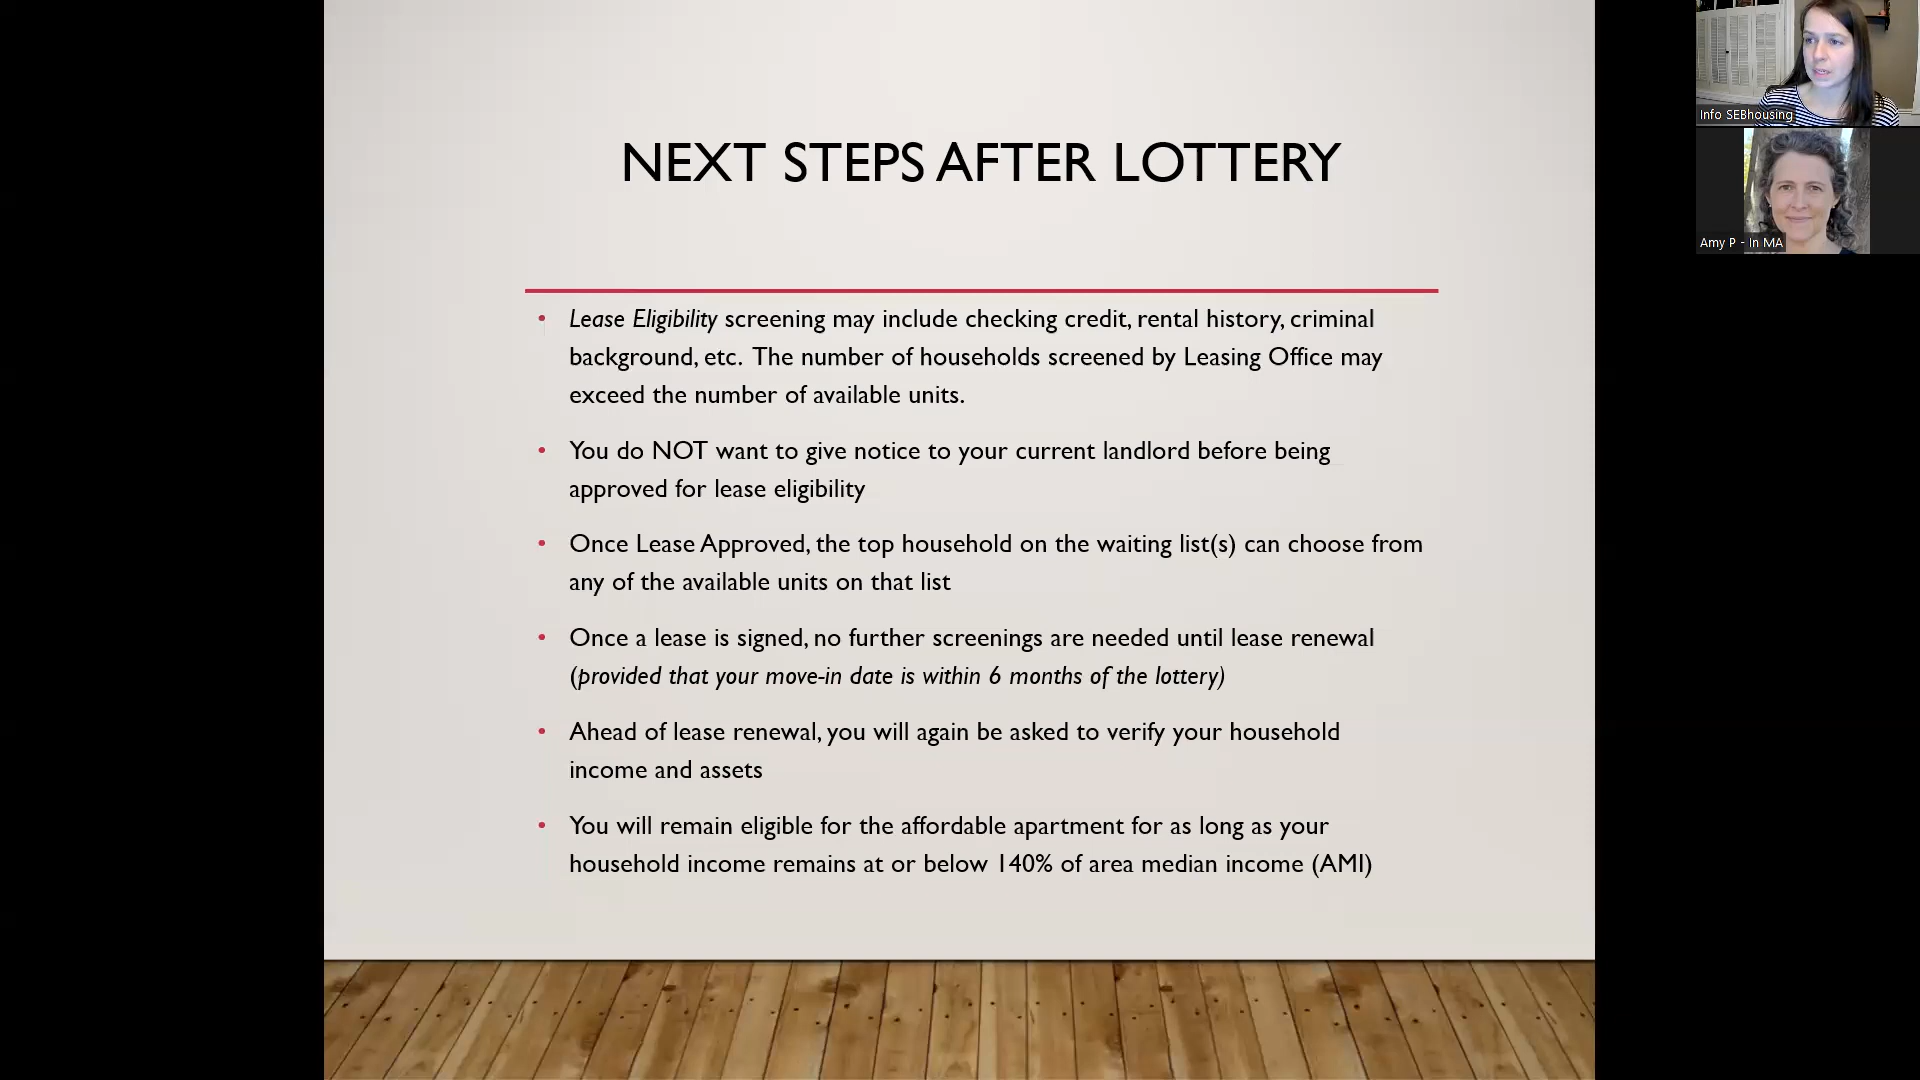 NEXT STEPS AFTER LOTTERY
• Lease Eligibility screening may include checking credit, rental history, criminal
background, etc. The number of households screened by Leasing Office may
exceed the number of available units.
• You do NOT want to give notice to your current landlord before being
approved for lease eligibility
• Once Lease Approved, the top household on the waiting list(s) can choose from
any of the available units on that list
• Once a lease is signed, no further screenings are needed until lease renewal
(provided that your move-in date is within 6 months of the lottery)
• Ahead of lease renewal, you will again be asked to verify your household
income and assets
• You will remain eligible for the affordable apartment for as long as your
household income remains at or below 140% of area median income (AMI)
Info SEBhousing
Amy P - In MA